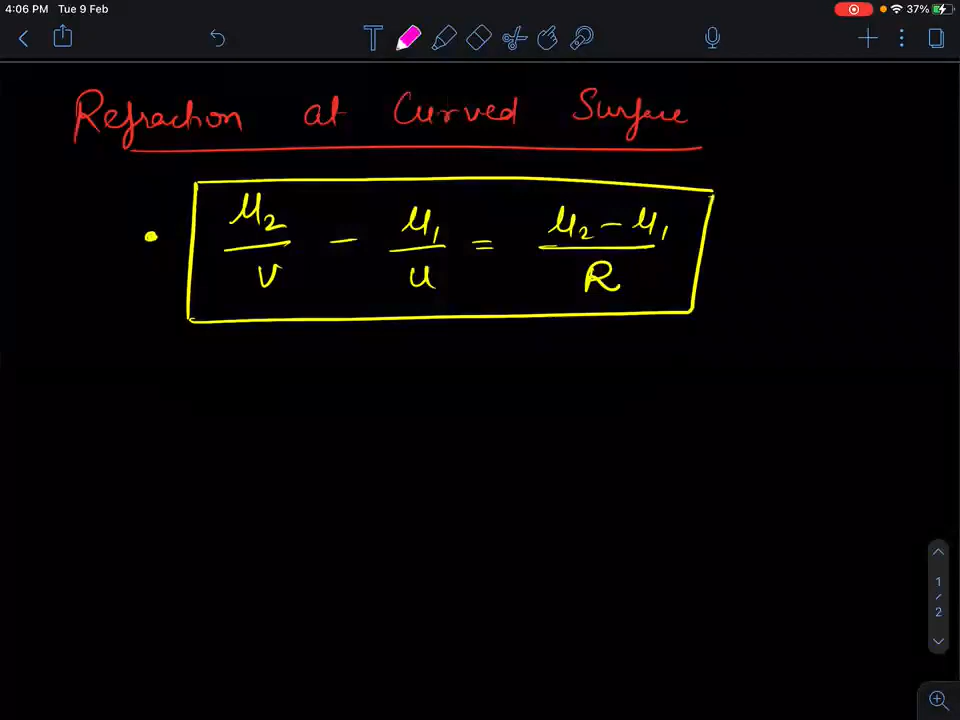 4:06 PM Tue 9 Feb
37%
T
Refraction at Curved Surface
• μ₂/v − μ₁/u = μ₂ − μ₁/R
1
/
2